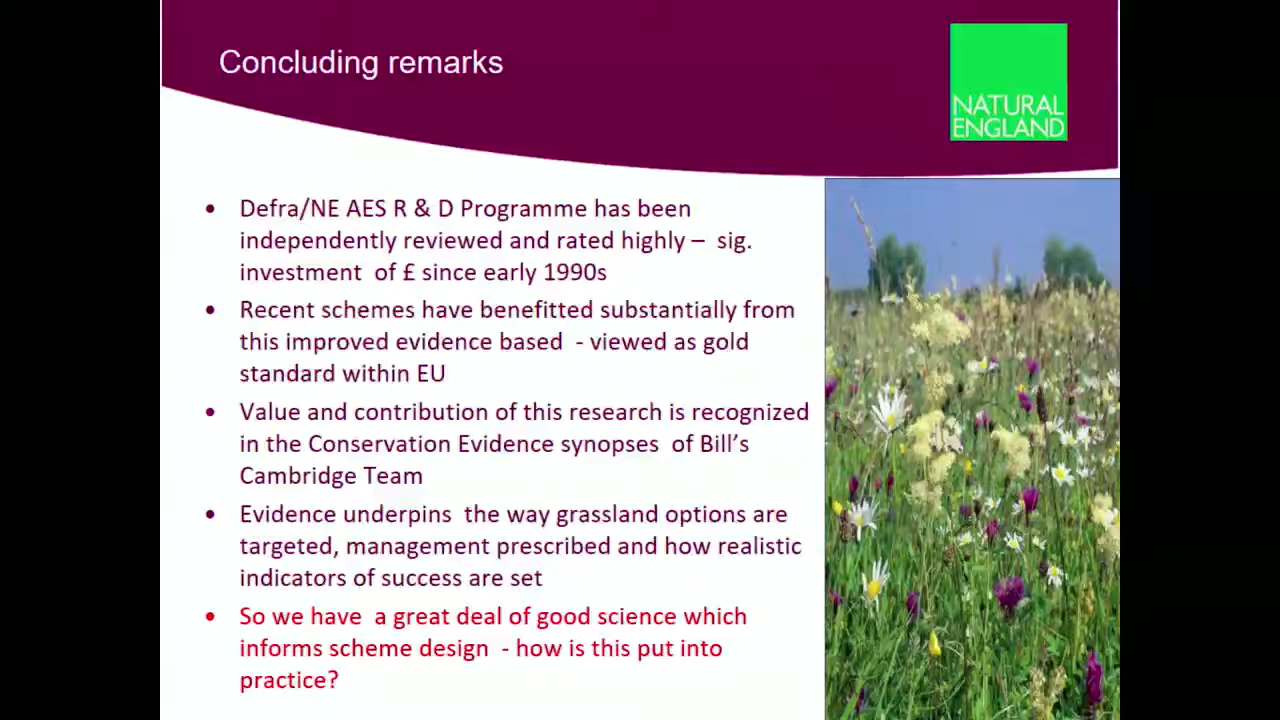 Concluding remarks
NATURAL
ENGLAND
• Defra/NE AES R & D Programme has been
independently reviewed and rated highly – sig.
investment of £ since early 1990s
• Recent schemes have benefitted substantially from
this improved evidence based - viewed as gold
standard within EU
• Value and contribution of this research is recognized
in the Conservation Evidence synopses of Bill's
Cambridge Team
• Evidence underpins the way grassland options are
targeted, management prescribed and how realistic
indicators of success are set
• So we have a great deal of good science which
informs scheme design - how is this put into
practice?